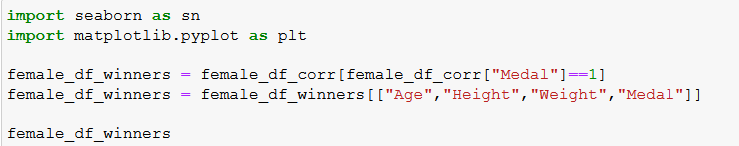 import seaborn as sn
import matplotlib.pyplot as plt
female_df_winners = female_df_corr[female_df_corr["Medal"]==1]
female_df_winners = female_df_winners[["Age","Height","Weight","Medal"]]
female_df_winners